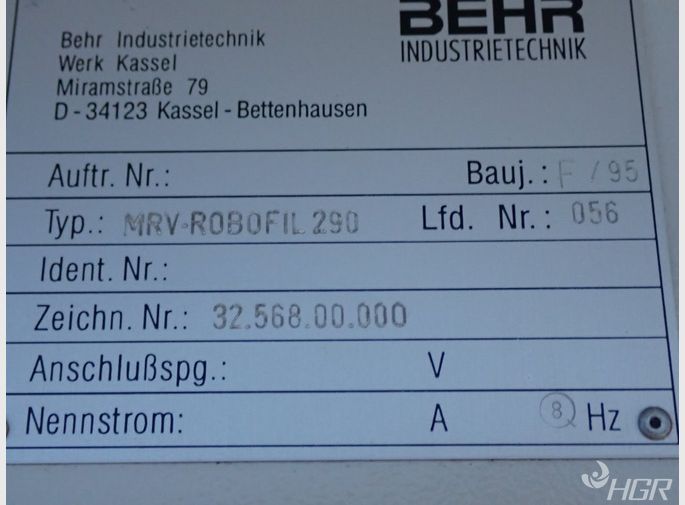 BEHR
INDUSTRIETECHNIK
Behr Industrietechnik
Werk Kassel
Miramstraße 79
D-34123 Kassel-Bettenhausen
Auftr. Nr.: Bauj.: F/95
Typ.: MRV-ROBOFIL 290 Lfd. Nr.: 056
Ident. Nr.:
Zeichn. Nr.: 32.568.00.000
Anschlußspg.: V
Nennstrom: A 8 Hz
HGR